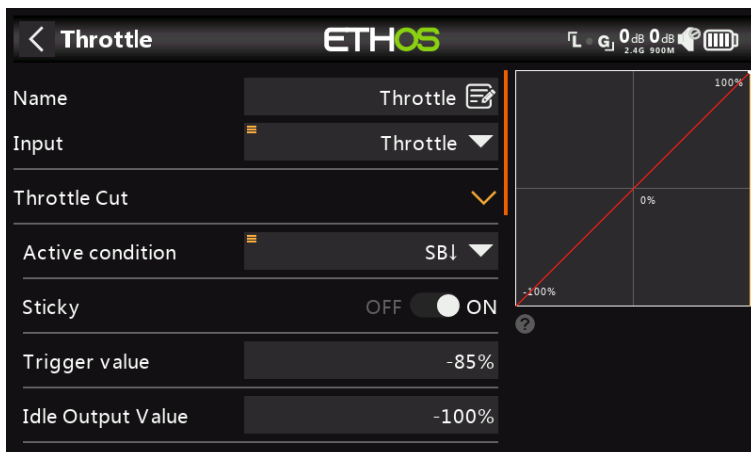 Throttle
ETHOS
L G 0dB 0dB
2.4G 900M
Name Throttle
Input Throttle
Throttle Cut
Active condition SB↓
Sticky OFF ON
Trigger value -85%
Idle Output Value -100%
100%
0%
-100%
?